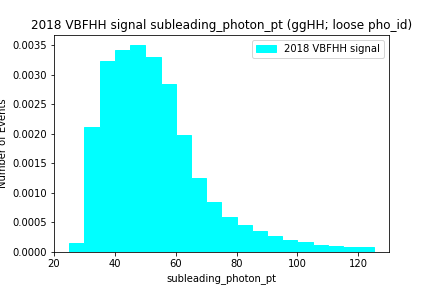 2018 VBFHH signal subleading_photon_pt (ggHH; loose pho_id)
2018 VBFHH signal
0.0035
0.0030
0.0025
0.0020
0.0015
0.0010
0.0005
0.0000
Number of Events
20 40 60 80 100 120
subleading_photon_pt